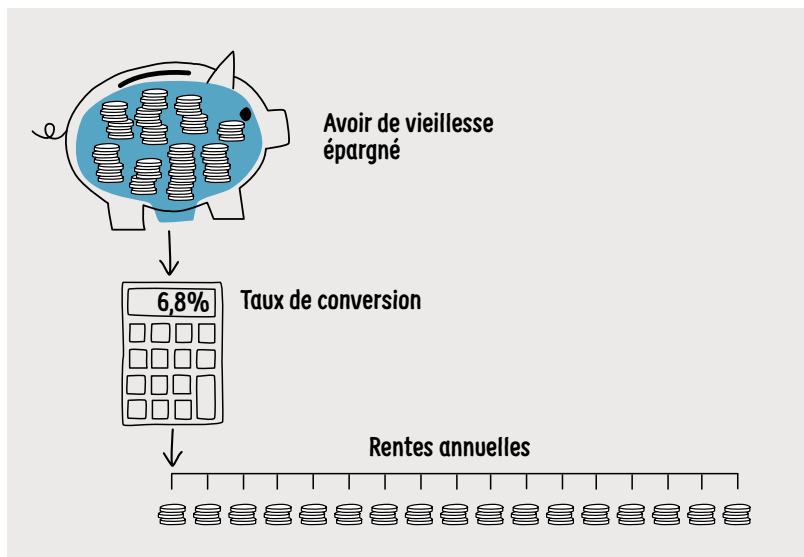 Avoir de vieillesse
épargné
6,8%
Taux de conversion
Rentes annuelles